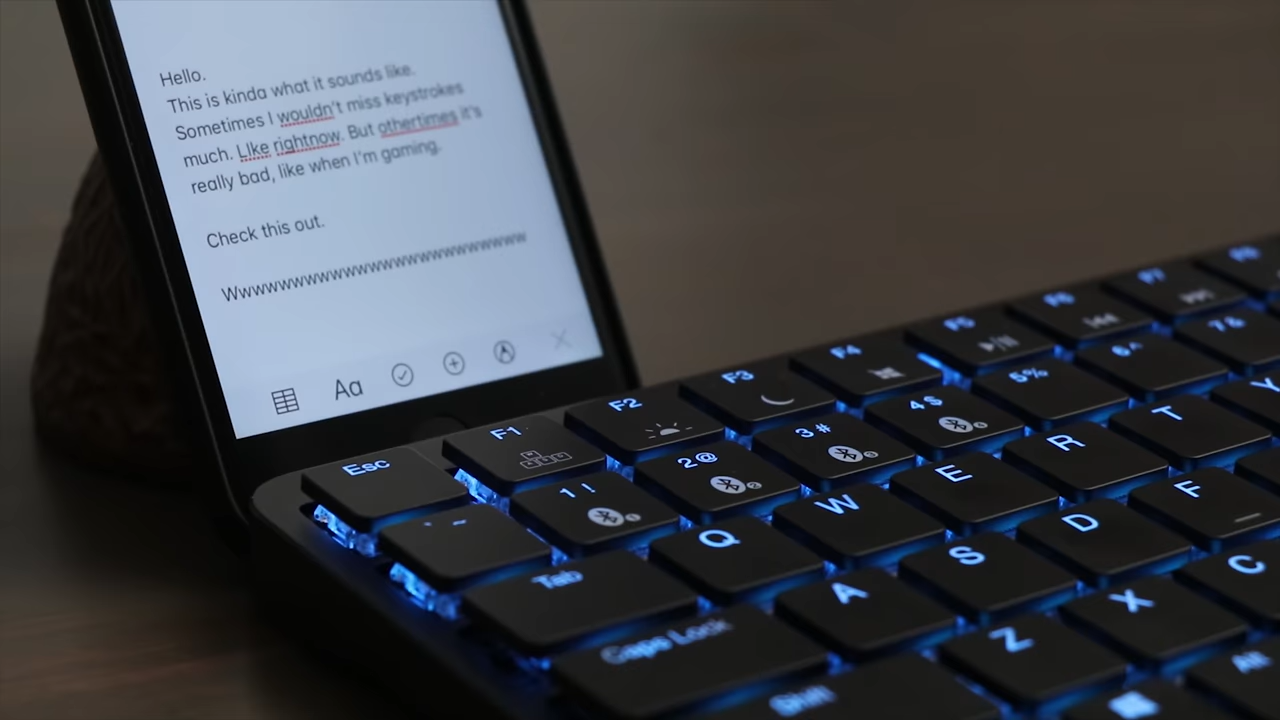 Hello.
This is kinda what it sounds like.
Sometimes I wouldn't miss keystrokes
much. LIke rightnow. But othertimes it's
really bad, like when I'm gaming.
Check this out.
Wwwwwwwwwwwwwwwwwwwwwwww
Aa
Esc F1 F2 F3 F4 F5 F6 F7 F8
` ~ 1 ! 2 @ 3 # 4 $ 5 % 6 ^ 7 &
Tab Q W E R T Y
Caps Lock A S D F
Shift Z X C
Alt